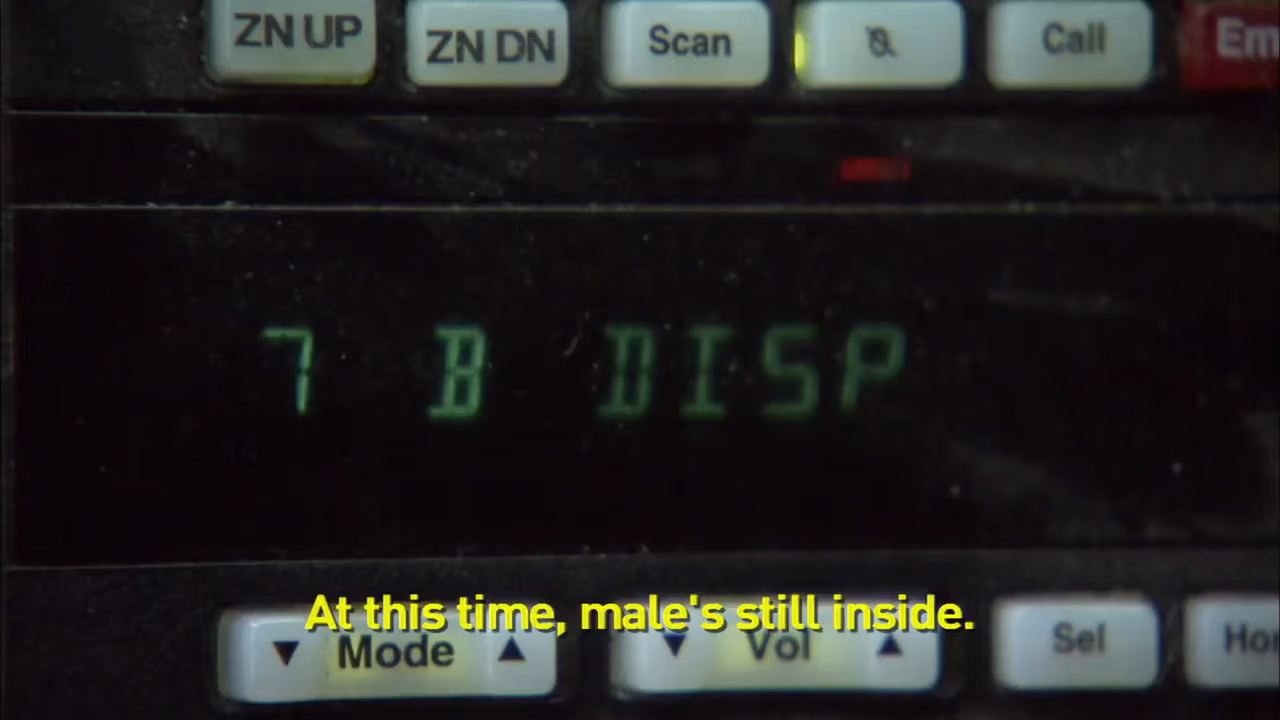 ZN UP ZN DN Scan Call Em
7 B DISP
At this time, male's still inside.
Mode Vol Sel Ho